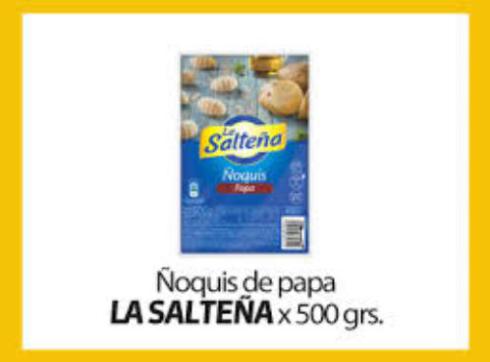 La
Salteña
Ñoquis
Papa
Ñoquis de papa
LA SALTEÑA x 500 grs.